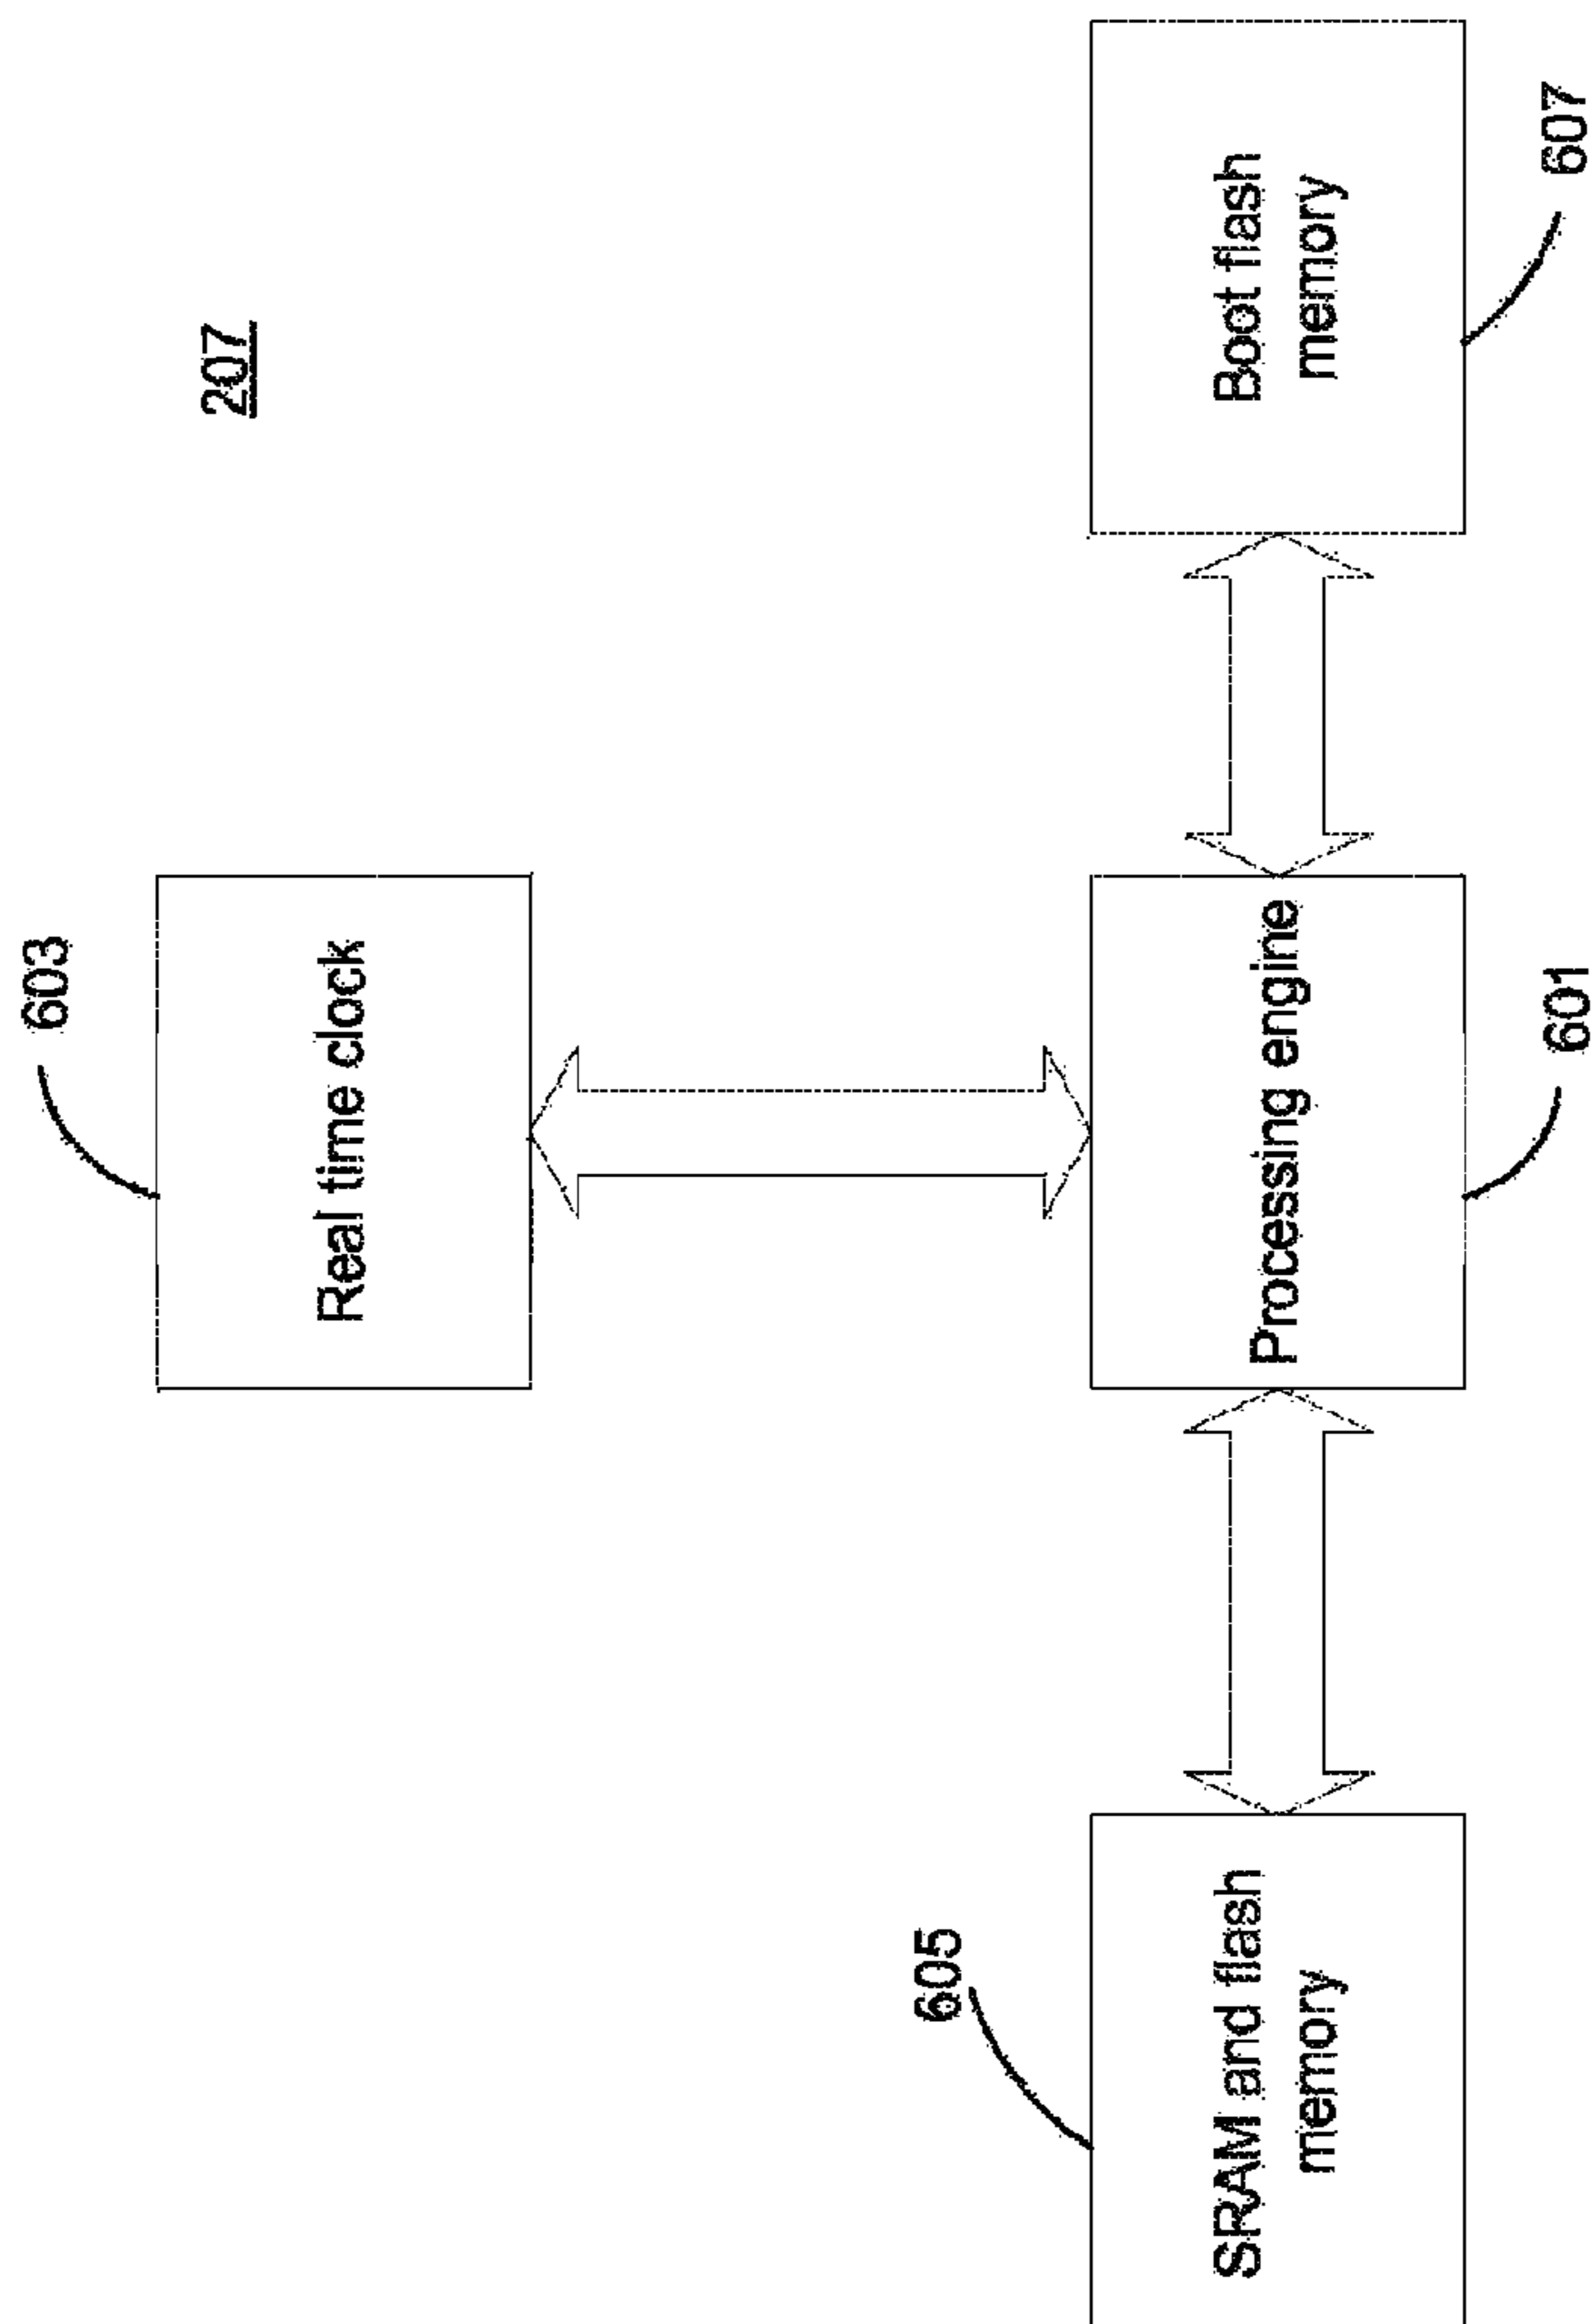 603
Real time clock
207
605
SRAM and flash
memory
Processing engine
601
Boot flash
memory
607